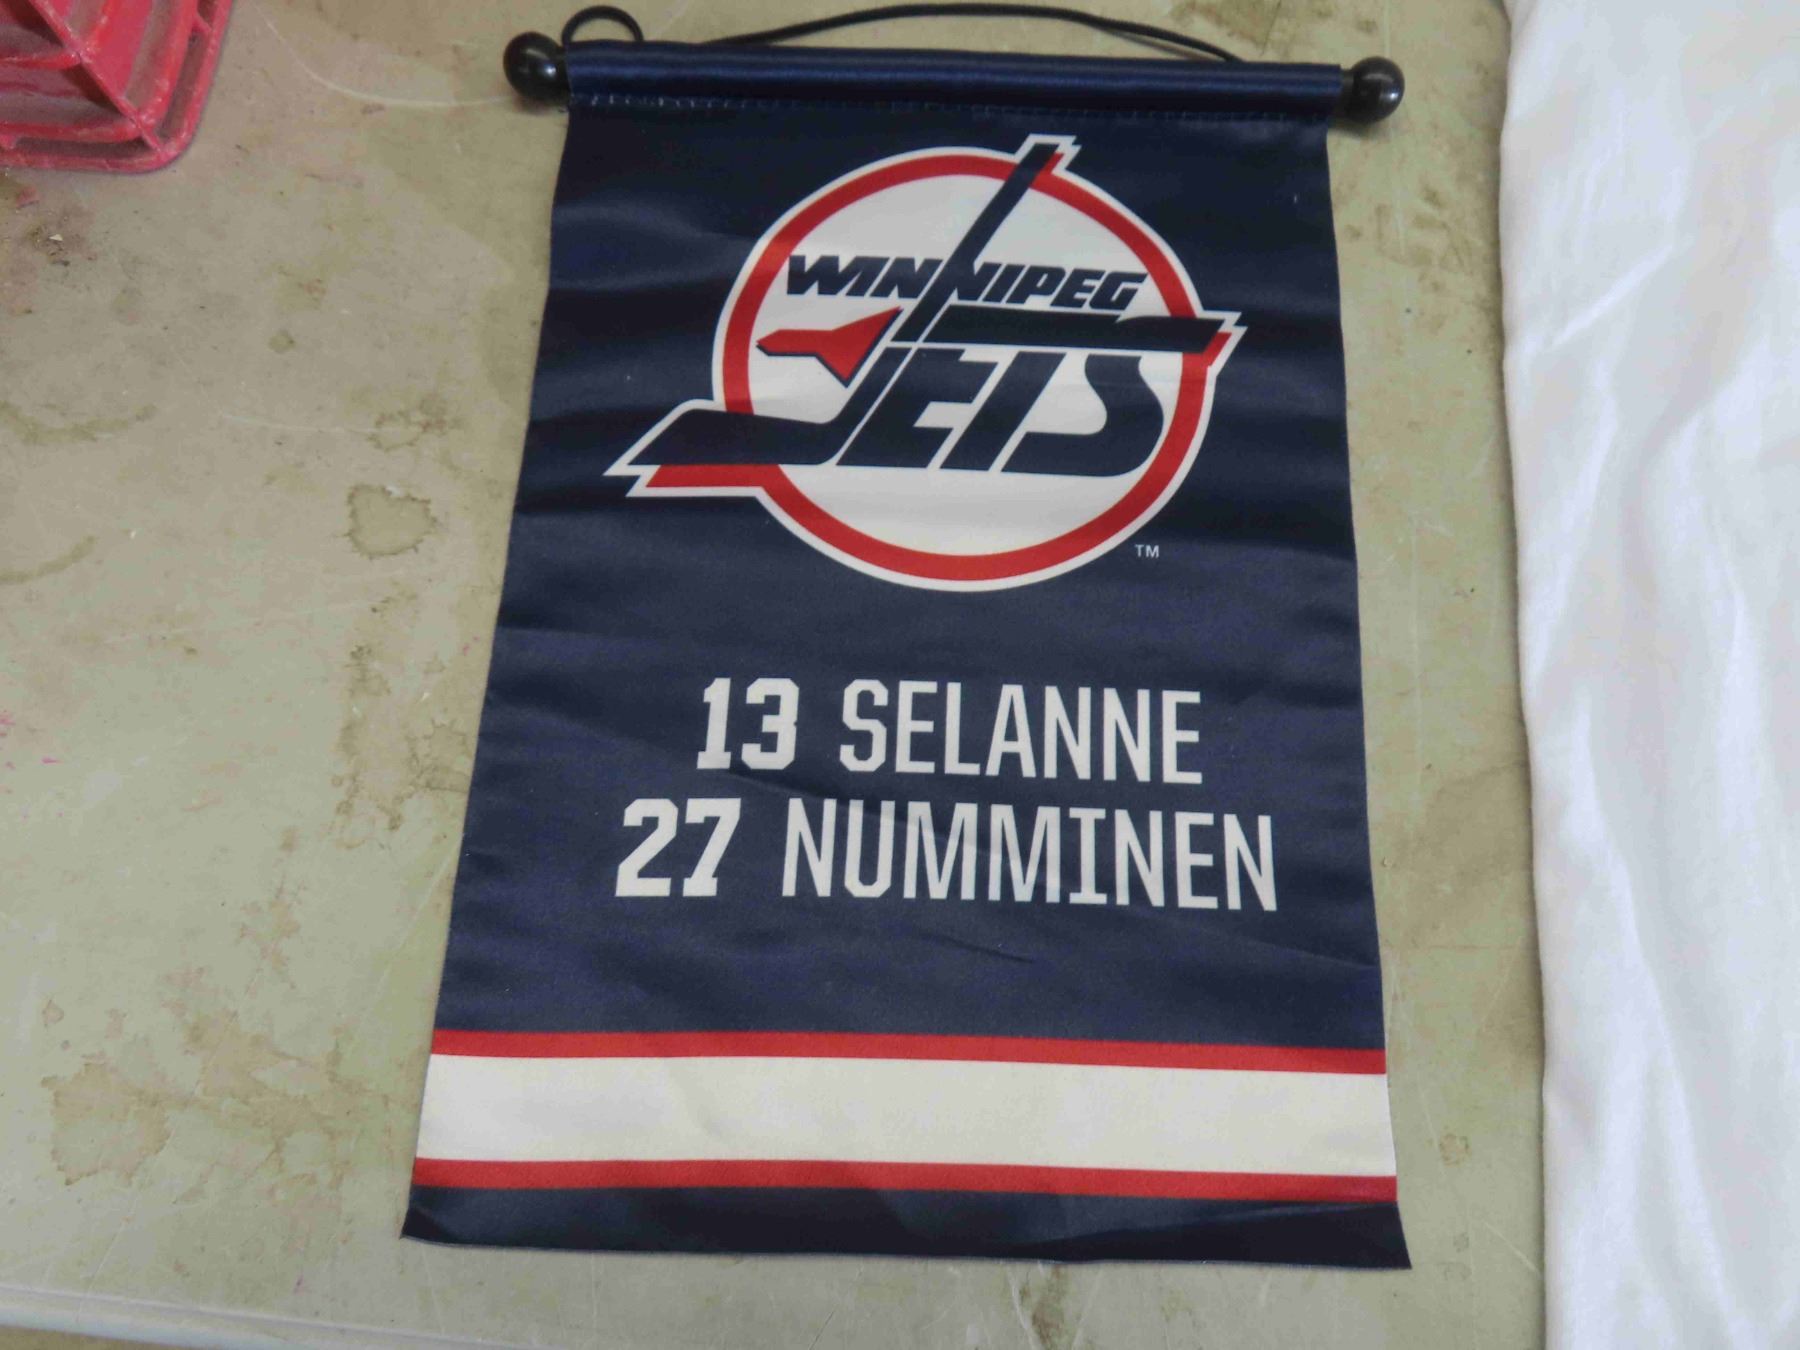 WINNIPEG
JETS
TM
13 SELANNE
27 NUMMINEN